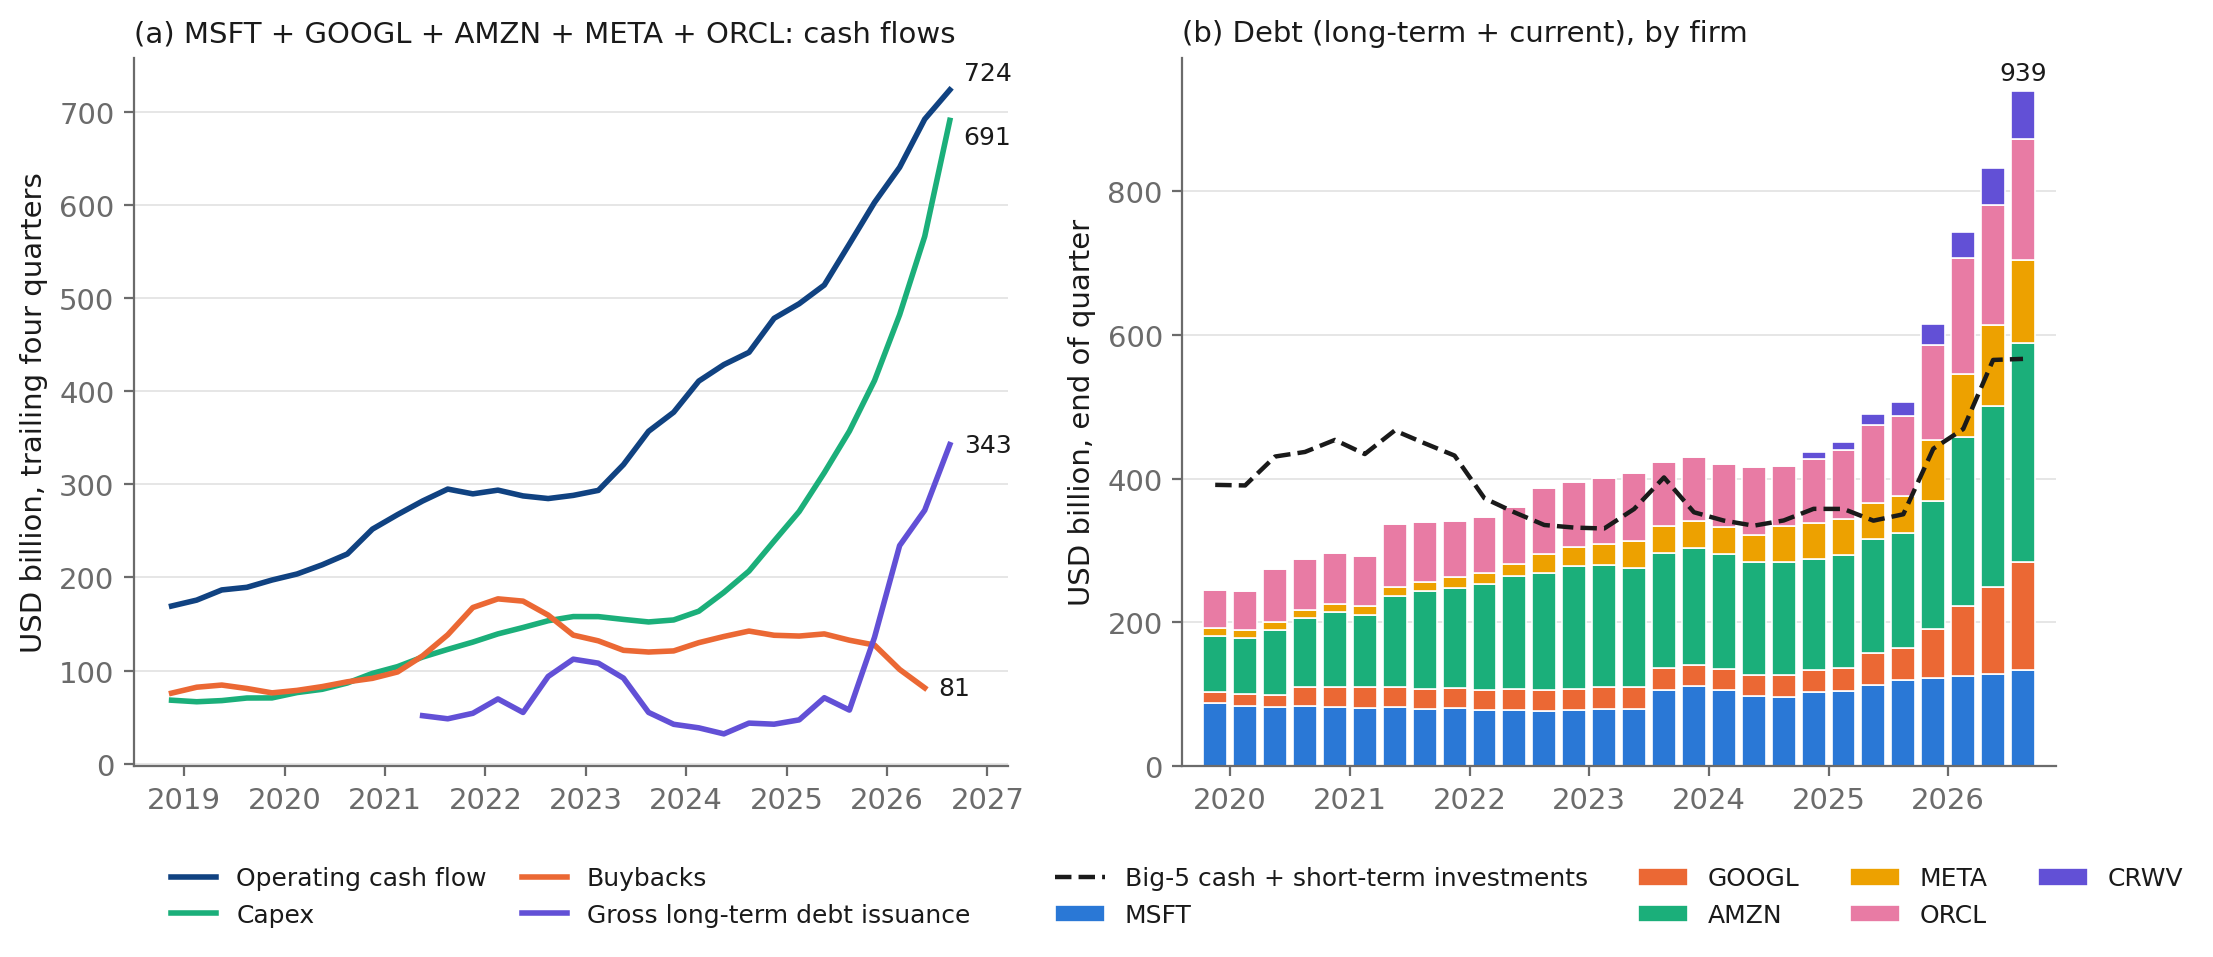 (a) MSFT + GOOGL + AMZN + META + ORCL: cash flows
USD billion, trailing four quarters
700
600
500
400
300
200
100
0
724
691
343
81
2019 2020 2021 2022 2023 2024 2025 2026 2027
Operating cash flow
Capex
Buybacks
Gross long-term debt issuance
(b) Debt (long-term + current), by firm
USD billion, end of quarter
939
800
600
400
200
0
2020 2021 2022 2023 2024 2025 2026
Big-5 cash + short-term investments
MSFT
GOOGL
AMZN
META
ORCL
CRWV